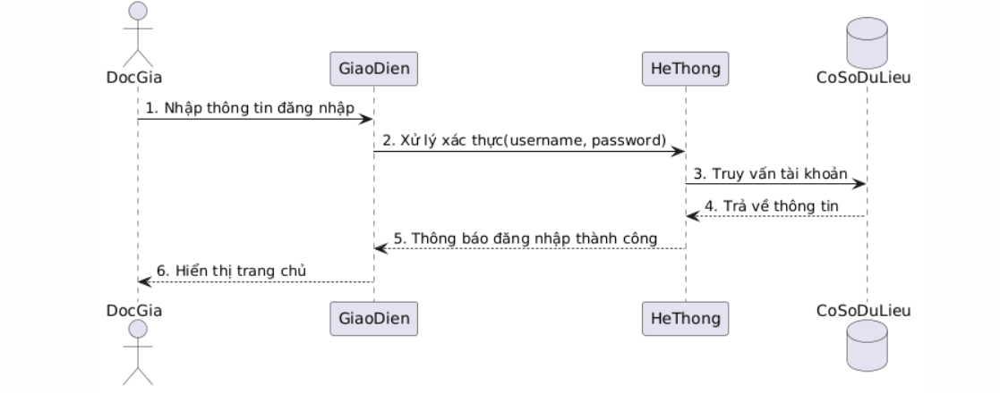 DocGia
GiaoDien
HeThong
CoSoDuLieu
1. Nhập thông tin đăng nhập
2. Xử lý xác thực(username, password)
3. Truy vấn tài khoản
4. Trả về thông tin
5. Thông báo đăng nhập thành công
6. Hiển thị trang chủ
DocGia
GiaoDien
HeThong
CoSoDuLieu